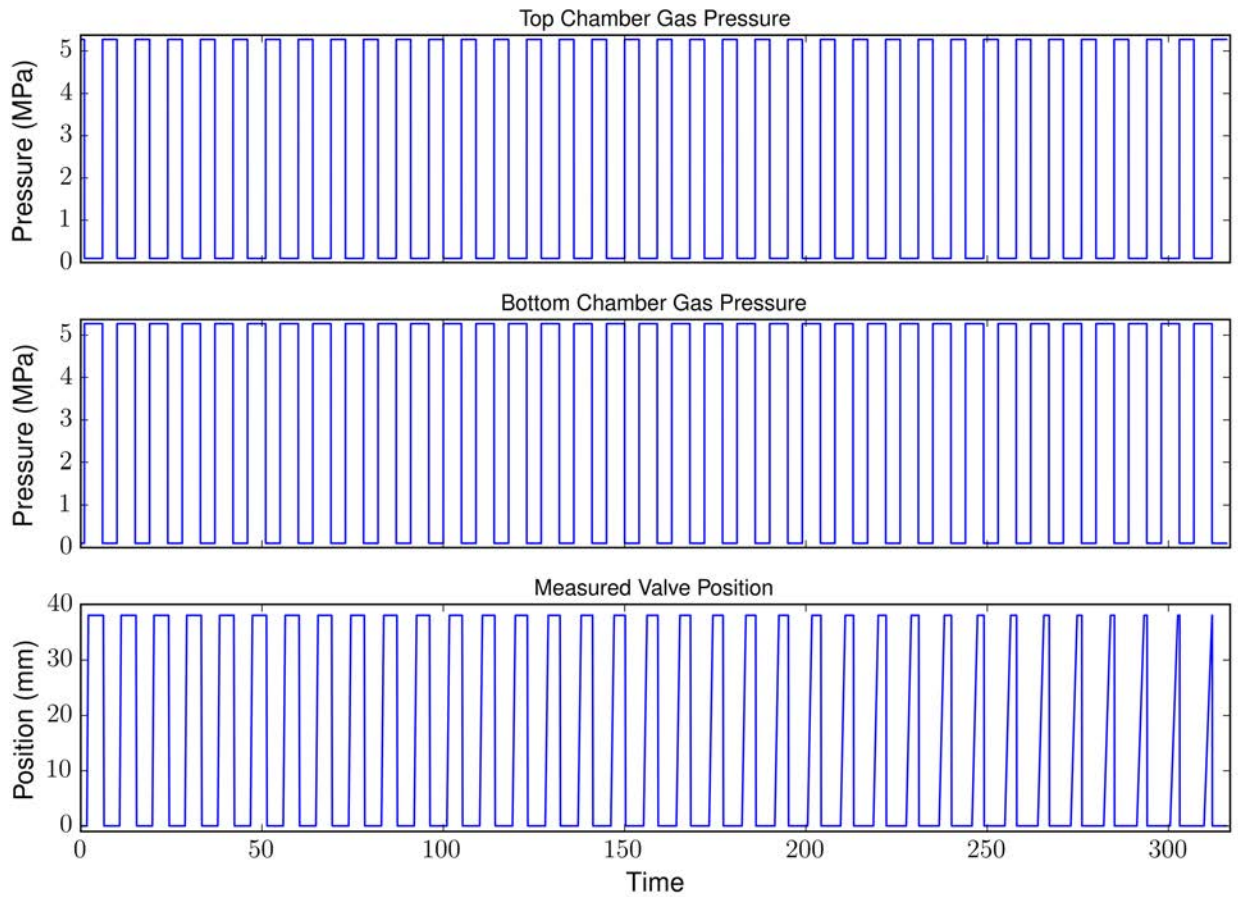 Top Chamber Gas Pressure
Pressure (MPa)
5
4
3
2
1
0
Bottom Chamber Gas Pressure
Pressure (MPa)
5
4
3
2
1
0
Measured Valve Position
Position (mm)
40
30
20
10
0
0 50 100 150 200 250 300
Time